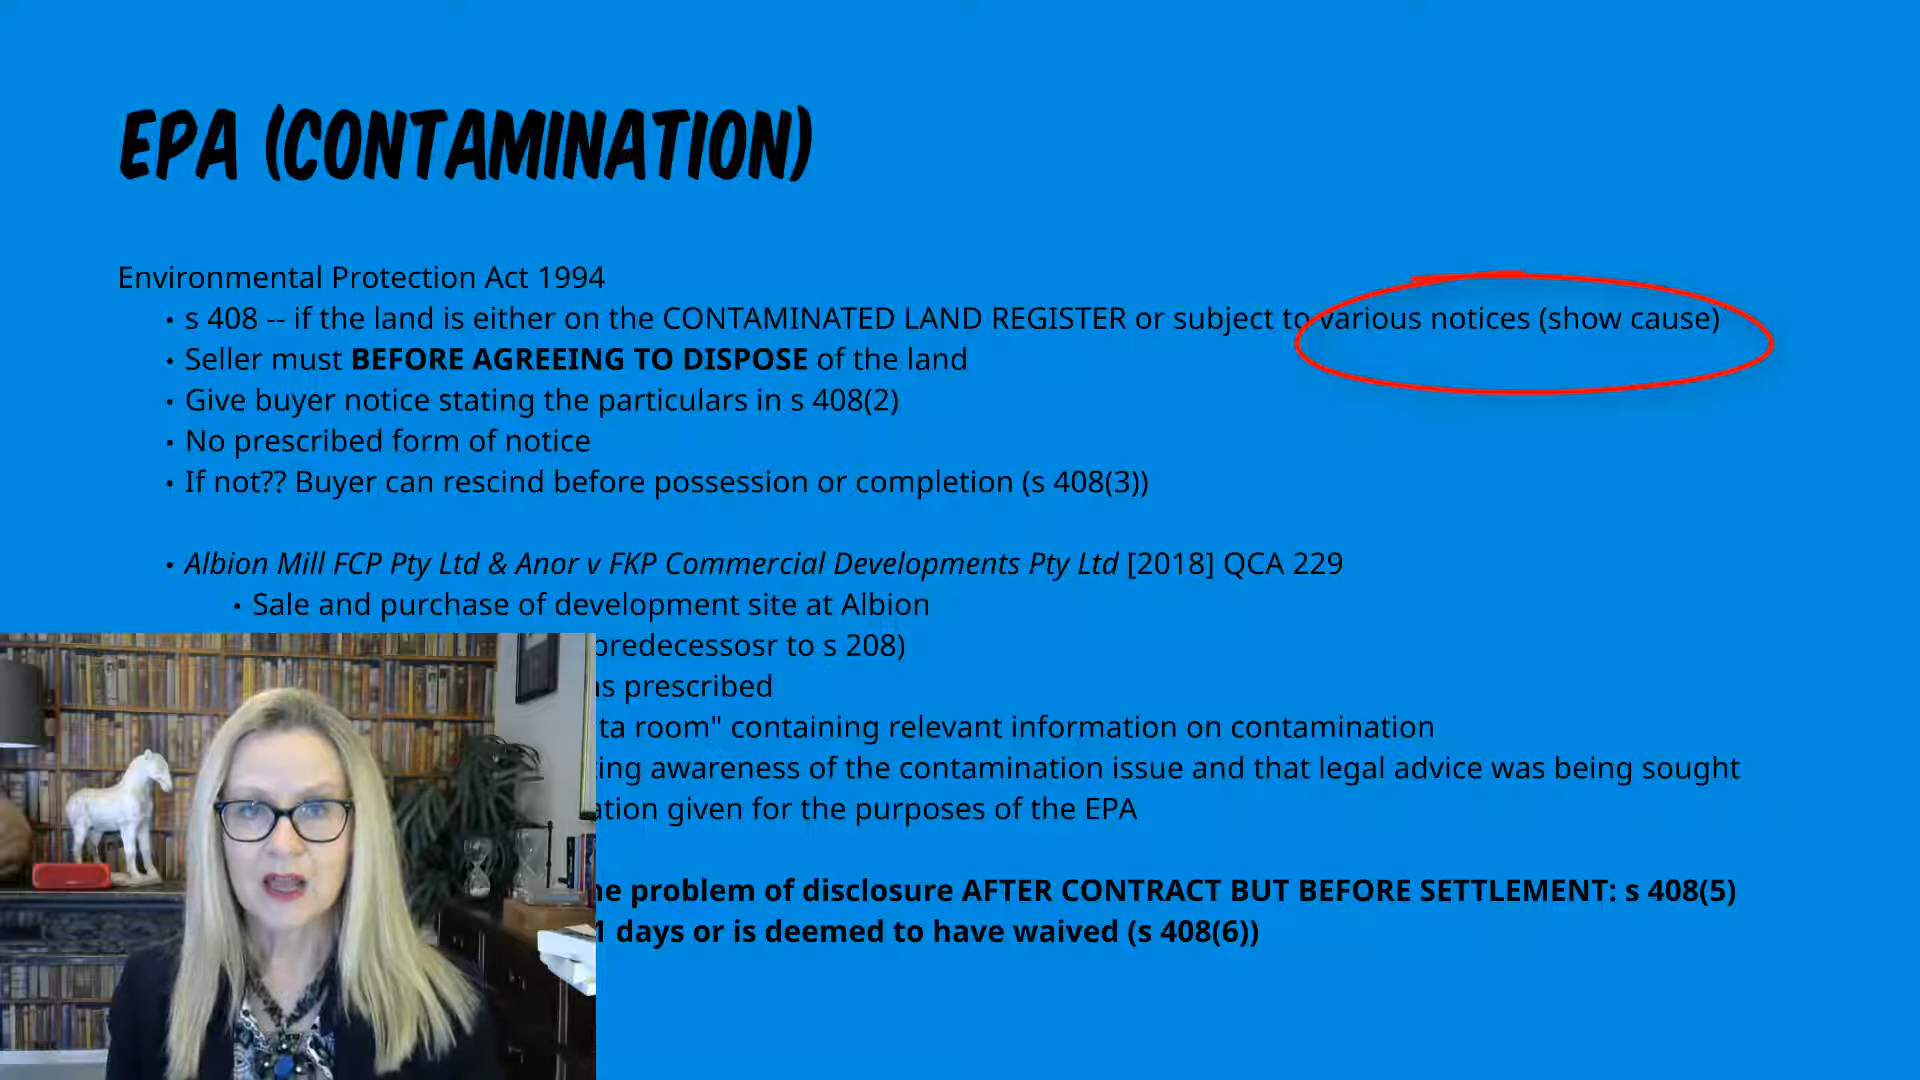 EPA (CONTAMINATION)
Environmental Protection Act 1994
• s 408 -- if the land is either on the CONTAMINATED LAND REGISTER or subject to various notices (show cause)
• Seller must BEFORE AGREEING TO DISPOSE of the land
• Give buyer notice stating the particulars in s 408(2)
• No prescribed form of notice
• If not?? Buyer can rescind before possession or completion (s 408(3))
• Albion Mill FCP Pty Ltd & Anor v FKP Commercial Developments Pty Ltd [2018] QCA 229
• Sale and purchase of development site at Albion
predecessosr to s 208)
prescribed
room" containing relevant information on contamination
awareness of the contamination issue and that legal advice was being sought
given for the purposes of the EPA
problem of disclosure AFTER CONTRACT BUT BEFORE SETTLEMENT: s 408(5)
days or is deemed to have waived (s 408(6))